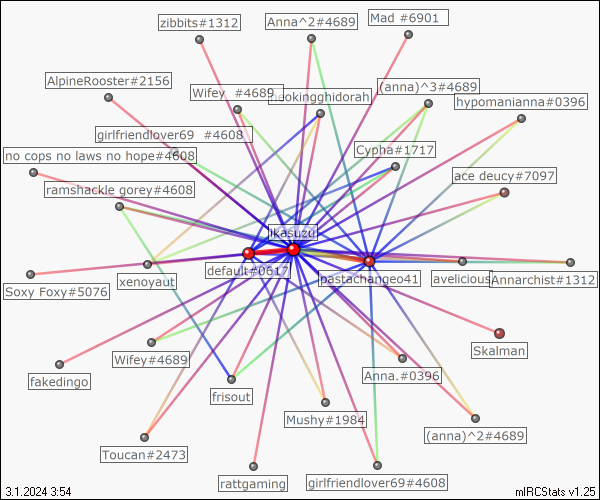 zibbits#1312
Anna^2#4689
Mad #6901
AlpineRooster#2156
Wifey  #4689
neokingghidorah
(anna)^3#4689
hypomanianna#0396
girlfriendlover69  #4608
no cops no laws no hope#4608
Cypha#1717
ramshackle gorey#4608
ace deucy#7097
jkasuzu
default#0617
Soxy Foxy#5076
xenoyaut
bastachangeo41
avelicious
Annarchist#1312
Skalman
Wifey#4689
Anna.#0396
fakedingo
frisout
Mushy#1984
(anna)^2#4689
Toucan#2473
rattgaming
girlfriendlover69#4608
3.1.2024 3:54
mIRCStats v1.25